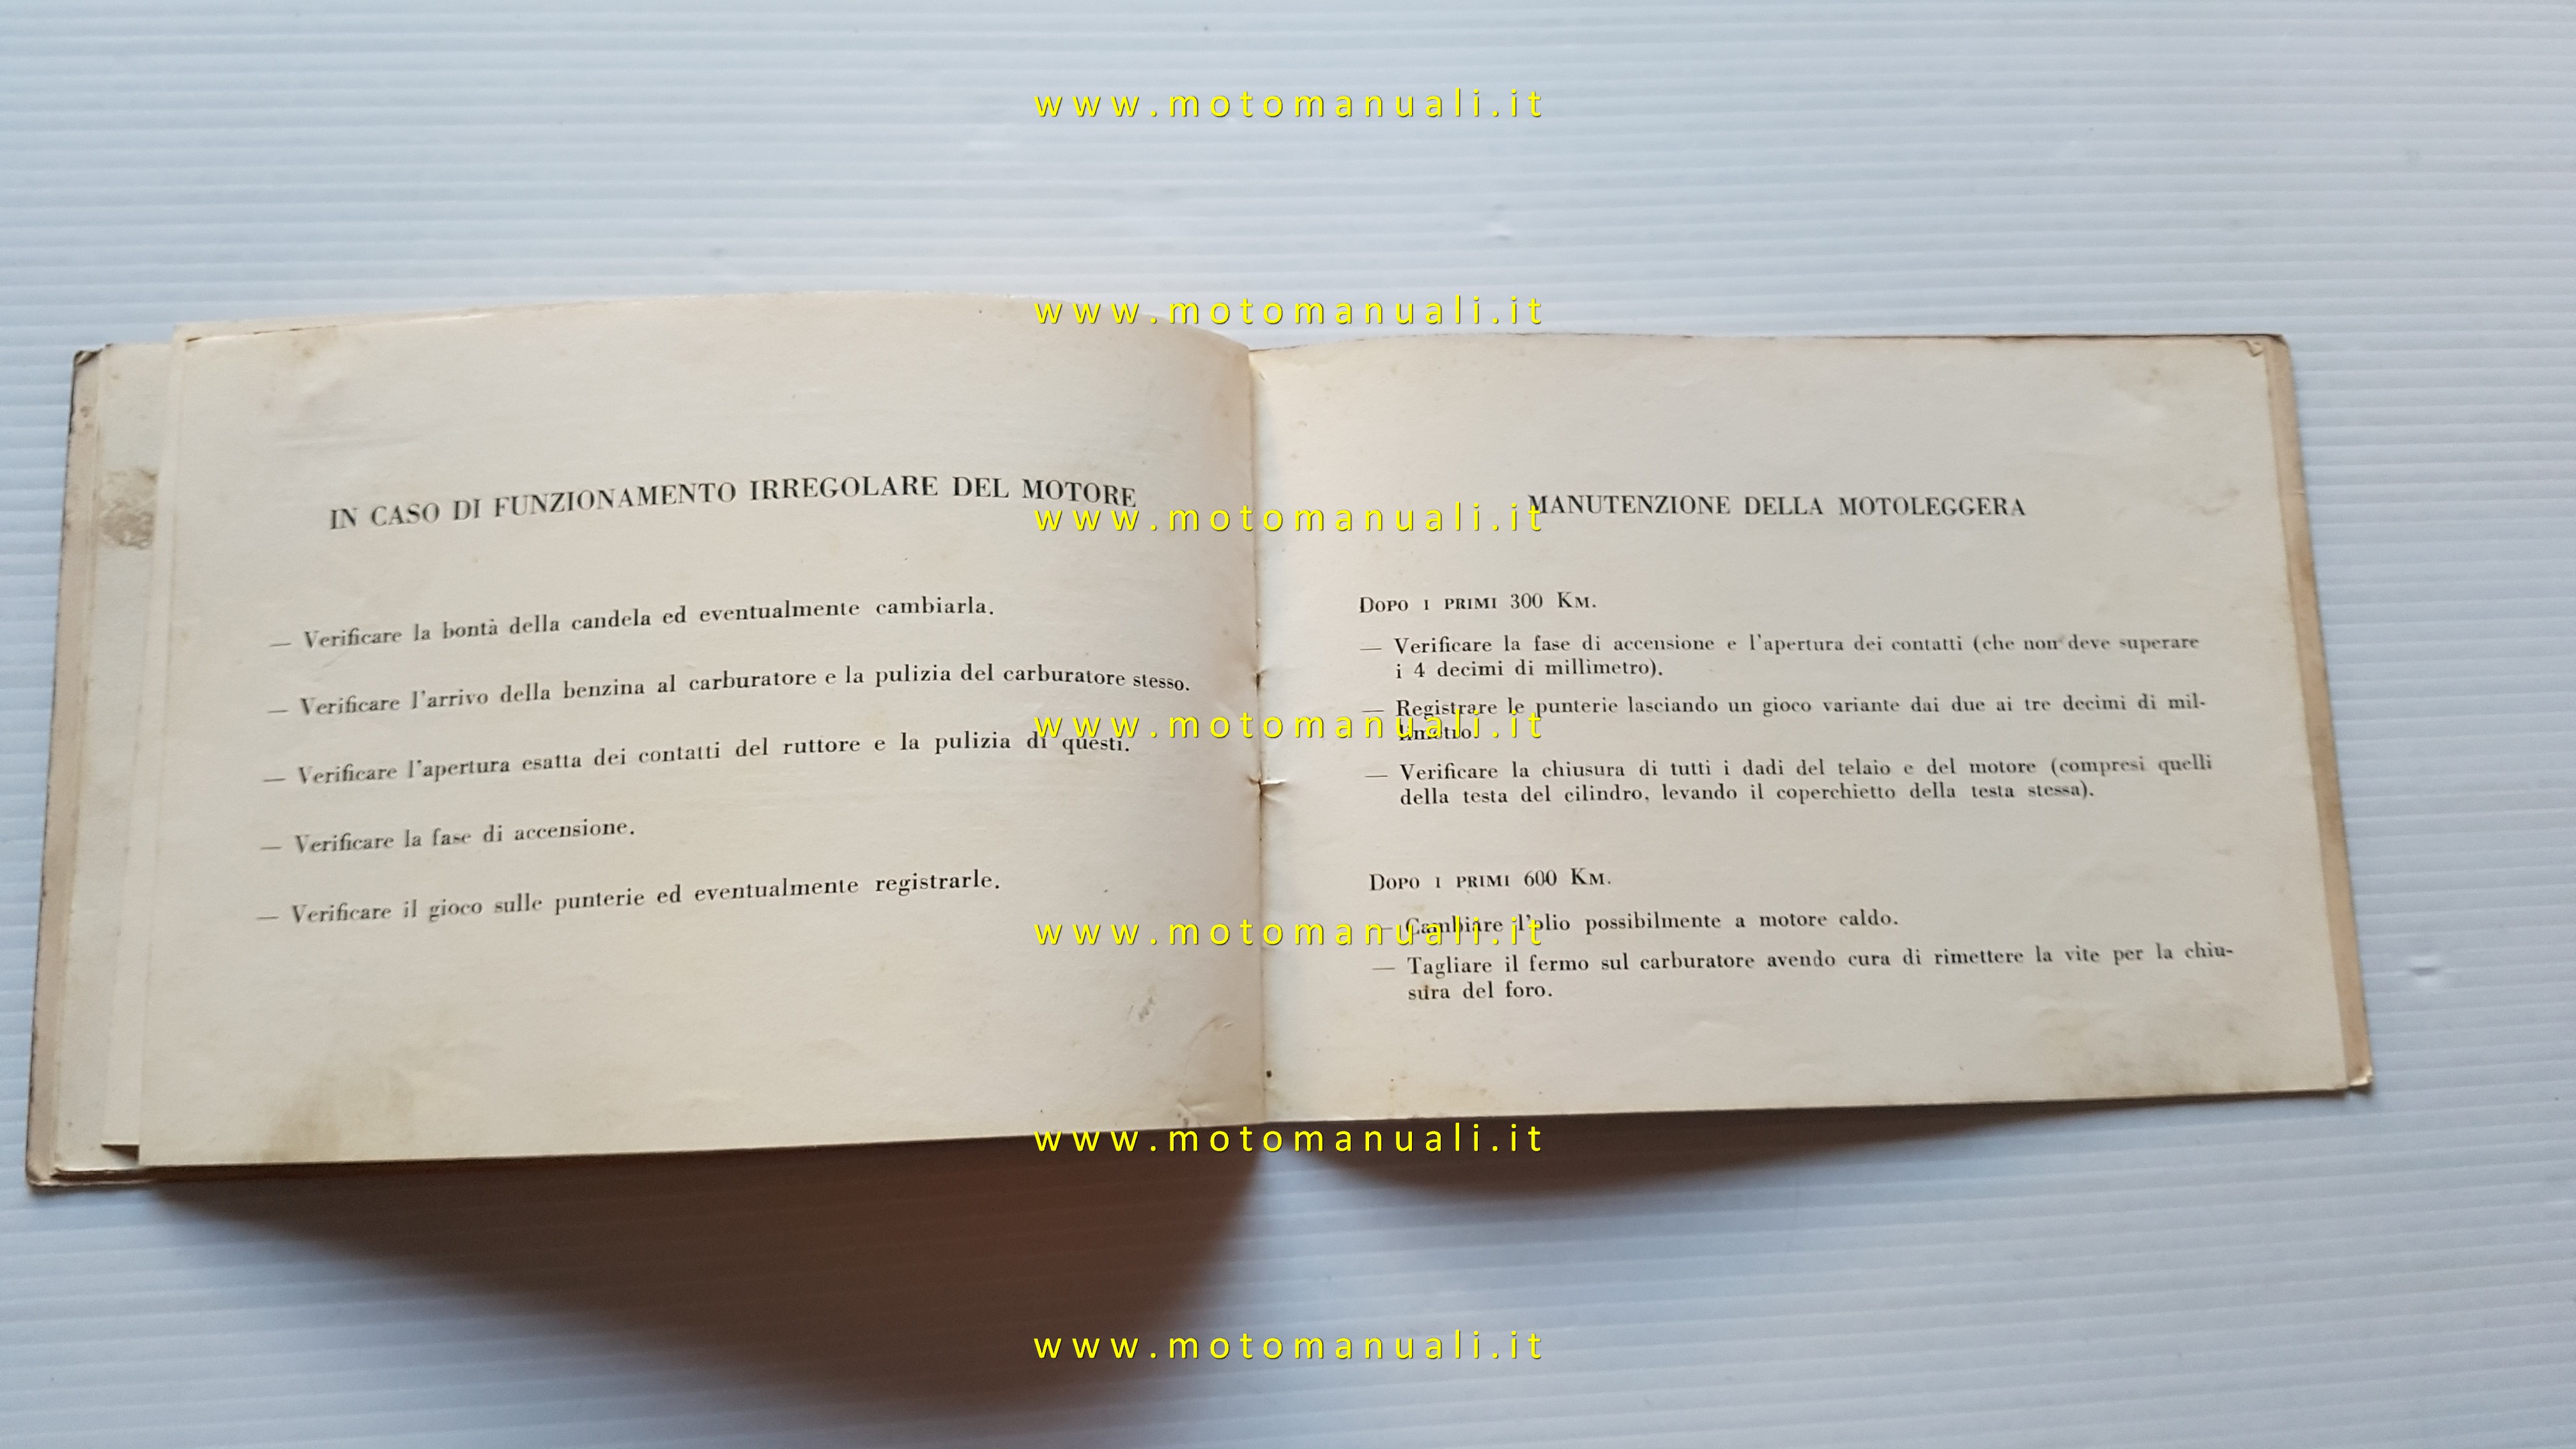 www.motomanuali.it
www.motomanuali.it
IN CASO DI FUNZIONAMENTO IRREGOLARE DEL MOTORE
— Verificare la bontà della candela ed eventualmente cambiarla.
— Verificare l'arrivo della benzina al carburatore e la pulizia del carburatore stesso.
— Verificare l'apertura esatta dei contatti del ruttore e la pulizia di questi.
— Verificare la fase di accensione.
— Verificare il gioco sulle punterie ed eventualmente registrarle.
www.motomanuali.it
MANUTENZIONE DELLA MOTOLEGGERA
DOPO I PRIMI 300 KM.
— Verificare la fase di accensione e l'apertura dei contatti (che non deve superare
i 4 decimi di millimetro).
— Registrare le punterie lasciando un gioco variante dai due ai tre decimi di mil-
limetro.
www.motomanuali.it
— Verificare la chiusura di tutti i dadi del telaio e del motore (compresi quelli
della testa del cilindro, levando il coperchietto della testa stessa).
DOPO I PRIMI 600 KM.
— Cambiare l'olio possibilmente a motore caldo.
www.motomanuali.it
— Tagliare il fermo sul carburatore avendo cura di rimettere la vite per la chiu-
sura del foro.
www.motomanuali.it
www.motomanuali.it